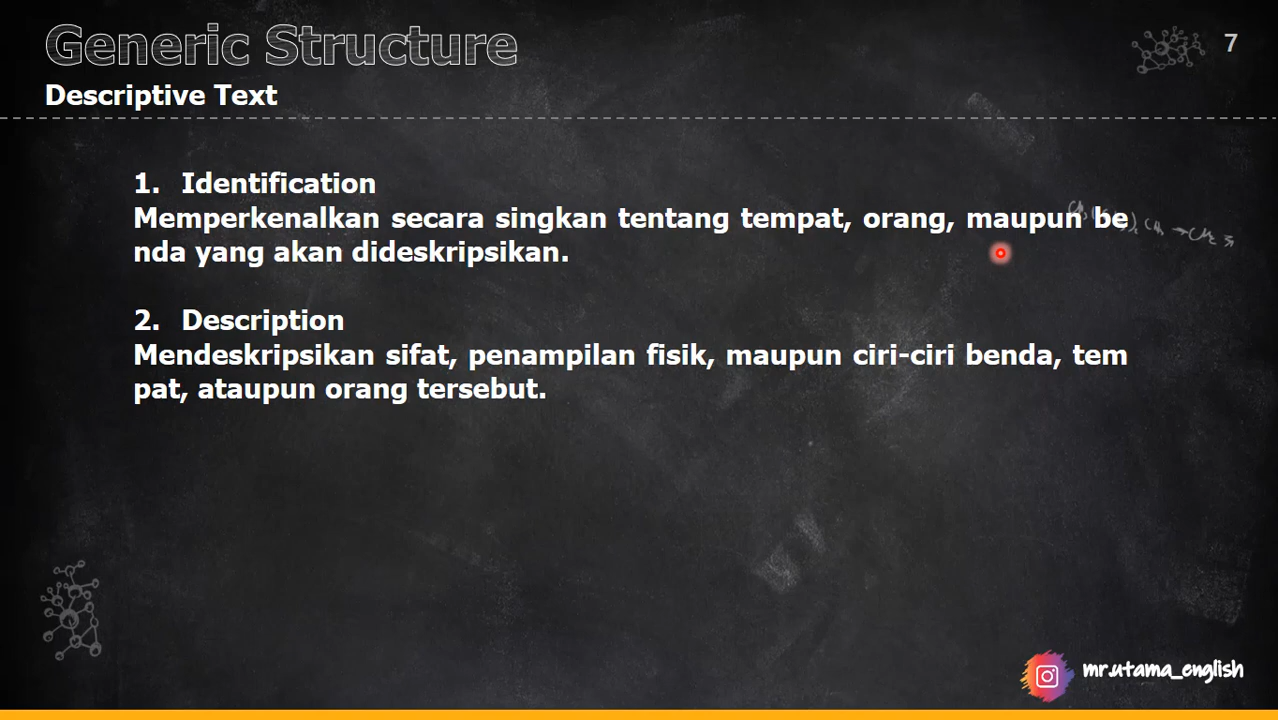 Generic Structure
7
Descriptive Text
1. Identification
Memperkenalkan secara singkan tentang tempat, orang, maupun be
nda yang akan dideskripsikan.
2. Description
Mendeskripsikan sifat, penampilan fisik, maupun ciri-ciri benda, tem
pat, ataupun orang tersebut.
mr.utama_english